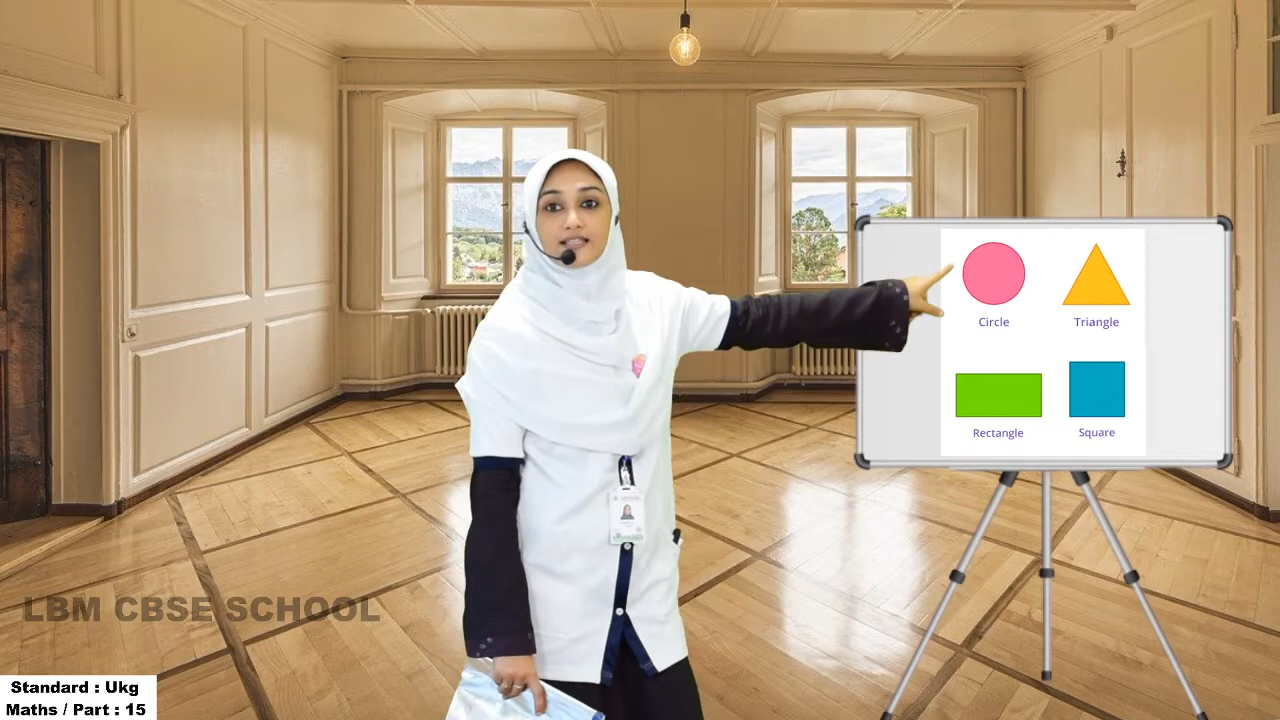 Circle
Triangle
Rectangle
Square
LBM CBSE SCHOOL
Standard : Ukg
Maths / Part : 15